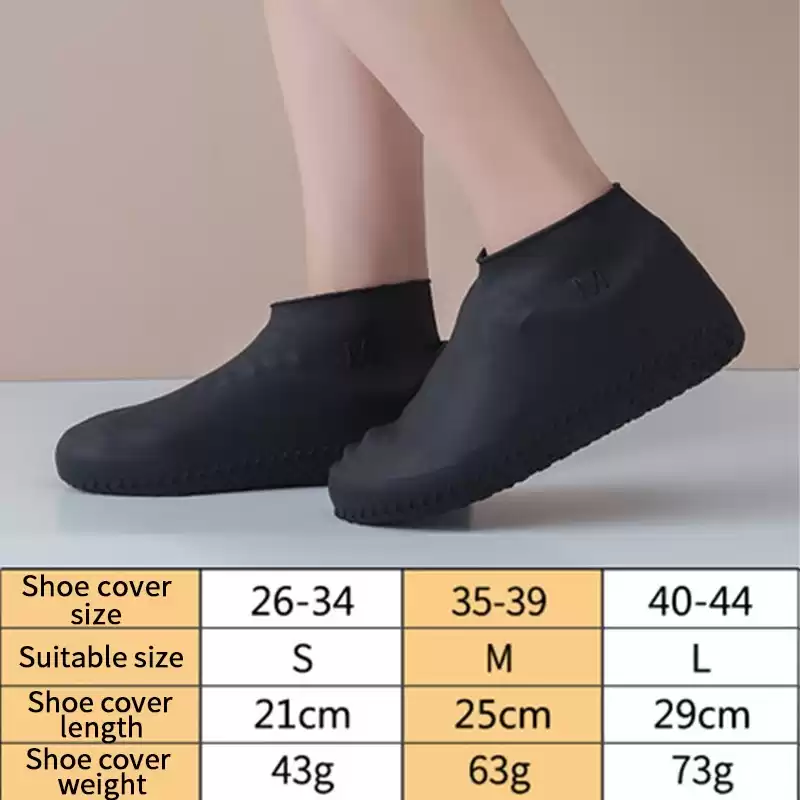 M
M
Shoe cover size 26-34 35-39 40-44
Suitable size S M L
Shoe cover length 21cm 25cm 29cm
Shoe cover weight 43g 63g 73g